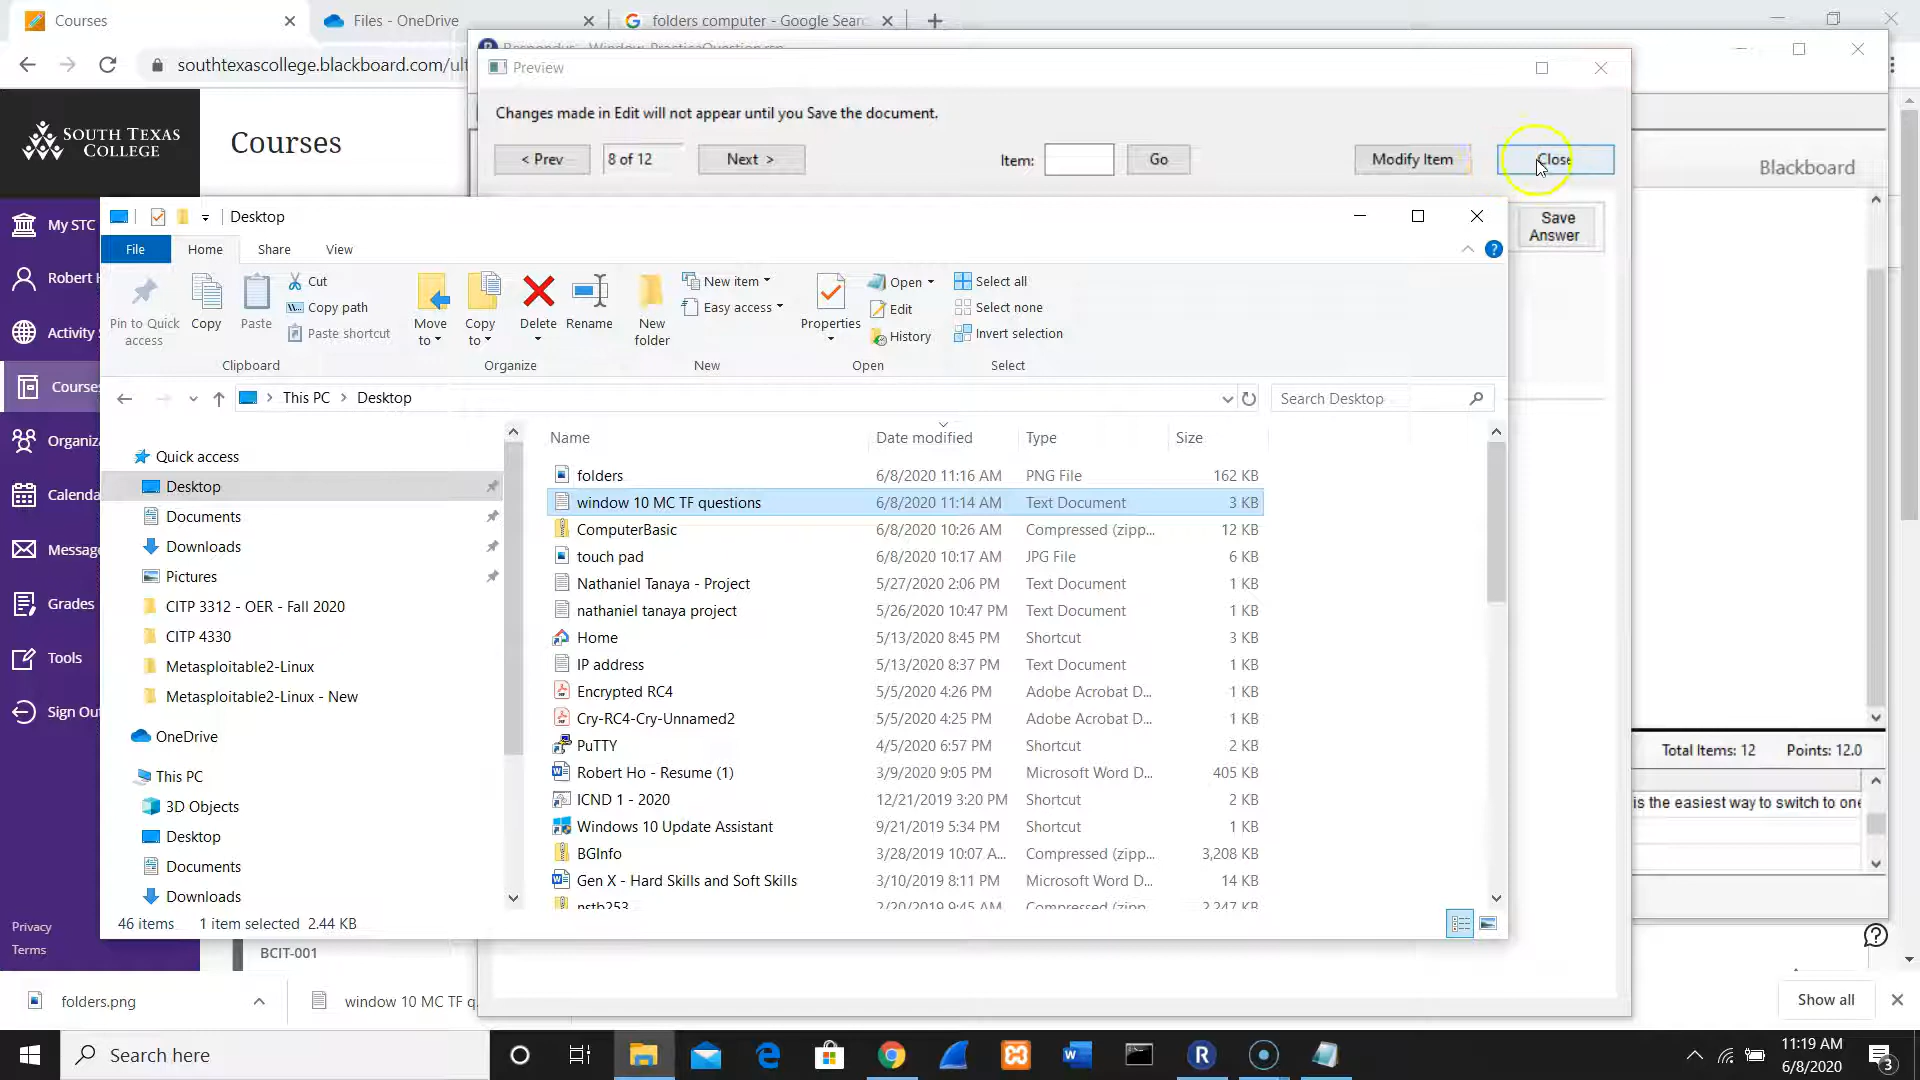 Courses
Files - OneDrive
folders computer - Google Sear
southtexascollege.blackboard.com/ult
Preview
Changes made in Edit will not appear until you Save the document.
< Prev
8 of 12
Next >
Item:
Go
Modify Item
Close
Blackboard
SOUTH TEXAS
COLLEGE
Courses
Save
Answer
My STC
Robert H
Activity S
Courses
Organiza
Calenda
Message
Grades
Tools
Sign Out
Privacy
Terms
Desktop
File
Home
Share
View
Pin to Quick
access
Copy
Paste
Cut
Copy path
Paste shortcut
Clipboard
Move
to
Copy
to
Delete
Rename
Organize
New
folder
New item
Easy access
New
Properties
Open
Edit
History
Open
Select all
Select none
Invert selection
Select
This PC
Desktop
Search Desktop
Quick access
Desktop
Documents
Downloads
Pictures
CITP 3312 - OER - Fall 2020
CITP 4330
Metasploitable2-Linux
Metasploitable2-Linux - New
OneDrive
This PC
3D Objects
Desktop
Documents
Downloads
Name Date modified Type Size
folders 6/8/2020 11:16 AM PNG File 162 KB
window 10 MC TF questions 6/8/2020 11:14 AM Text Document 3 KB
ComputerBasic 6/8/2020 10:26 AM Compressed (zipp... 12 KB
touch pad 6/8/2020 10:17 AM JPG File 6 KB
Nathaniel Tanaya - Project 5/27/2020 2:06 PM Text Document 1 KB
nathaniel tanaya project 5/26/2020 10:47 PM Text Document 1 KB
Home 5/13/2020 8:45 PM Shortcut 3 KB
IP address 5/13/2020 8:37 PM Text Document 1 KB
Encrypted RC4 5/5/2020 4:26 PM Adobe Acrobat D... 1 KB
Cry-RC4-Cry-Unnamed2 5/5/2020 4:25 PM Adobe Acrobat D... 1 KB
PuTTY 4/5/2020 6:57 PM Shortcut 2 KB
Robert Ho - Resume (1) 3/9/2020 9:05 PM Microsoft Word D... 405 KB
ICND 1 - 2020 12/21/2019 3:20 PM Shortcut 2 KB
Windows 10 Update Assistant 9/21/2019 5:34 PM Shortcut 1 KB
BGInfo 3/28/2019 10:07 A... Compressed (zipp... 3,208 KB
Gen X - Hard Skills and Soft Skills 3/10/2019 8:11 PM Microsoft Word D... 14 KB
nstb253 2/20/2019 9:45 AM Compressed (zipp 2,247 KB
46 items
1 item selected 2.44 KB
Total Items: 12
Points: 12.0
is the easiest way to switch to one
BCIT-001
folders.png
window 10 MC TF q
Show all
Search here
11:19 AM
6/8/2020
3